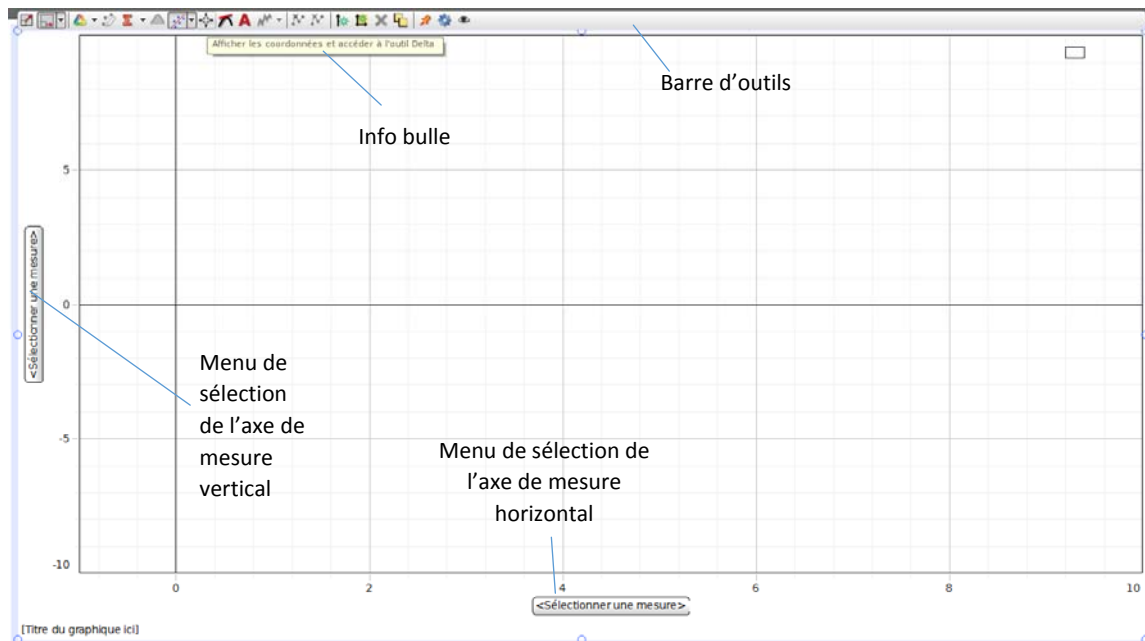 Afficher les coordonnées et accéder à l'outil Delta
Barre d'outils
Info bulle
5
<Sélectionner une mesure>
0
Menu de
sélection
de l'axe de
mesure
vertical
-5
Menu de sélection de
l'axe de mesure
horizontal
-10
0 2 4 6 8 10
<Sélectionner une mesure>
[Titre du graphique ici]